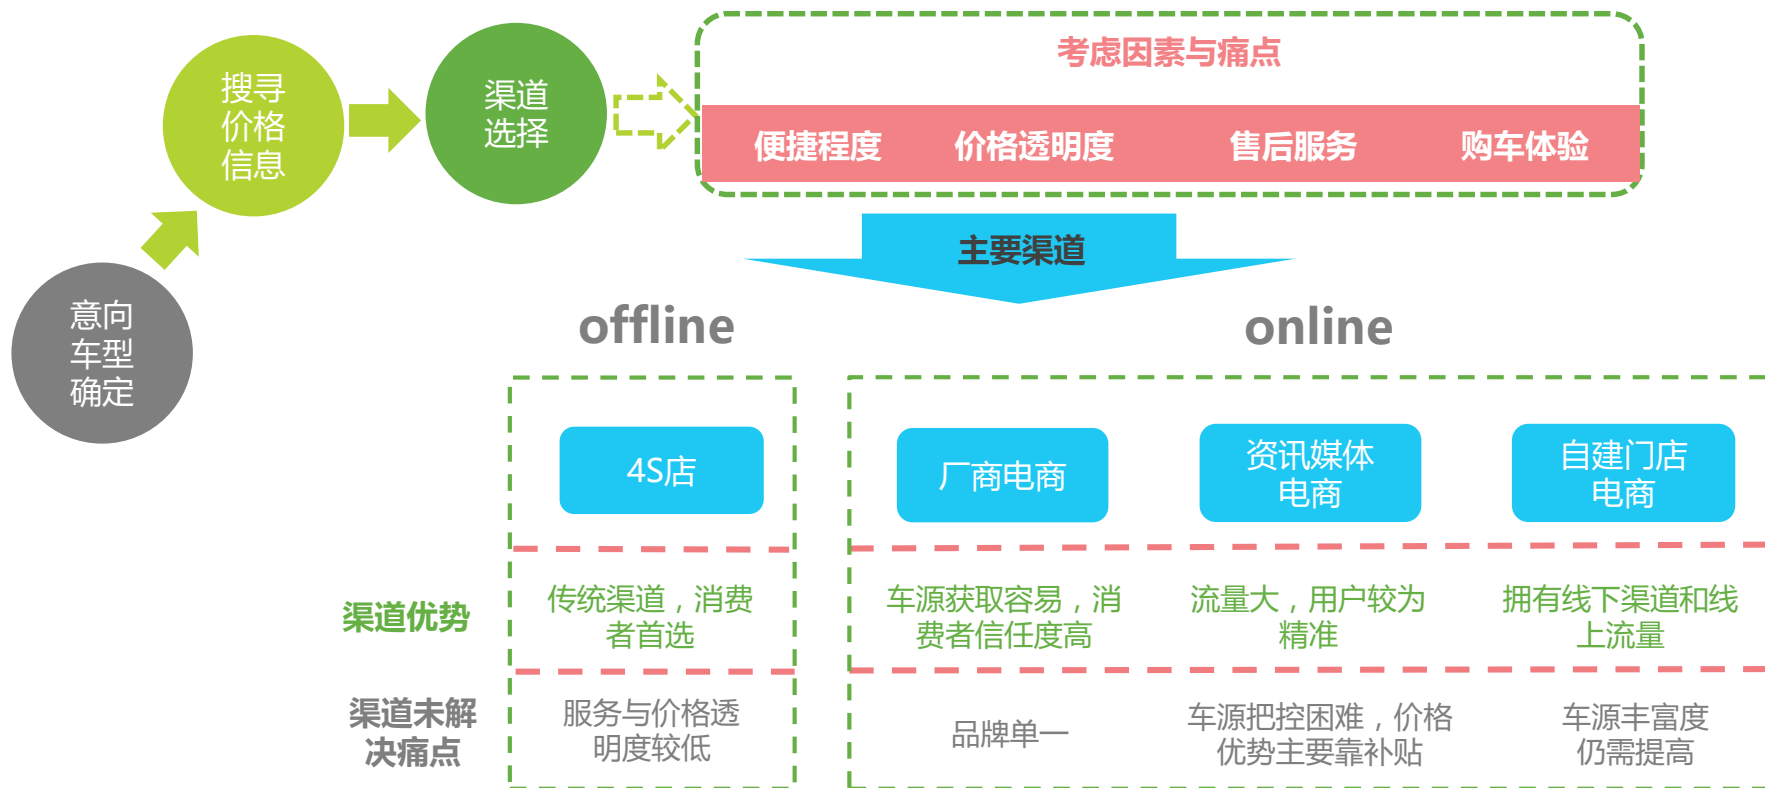 考虑因素与痛点
搜寻
价格
信息
渠道
选择
便捷程度
价格透明度
售后服务
购车体验
主要渠道
意向
车型
确定
offline
online
4S店
厂商电商
资讯媒体
电商
自建门店
电商
渠道优势
传统渠道，消费
者首选
车源获取容易，消
费者信任度高
流量大，用户较为
精准
拥有线下渠道和线
上流量
渠道未解
决痛点
服务与价格透
明度较低
品牌单一
车源把控困难，价格
优势主要靠补贴
车源丰富度
仍需提高